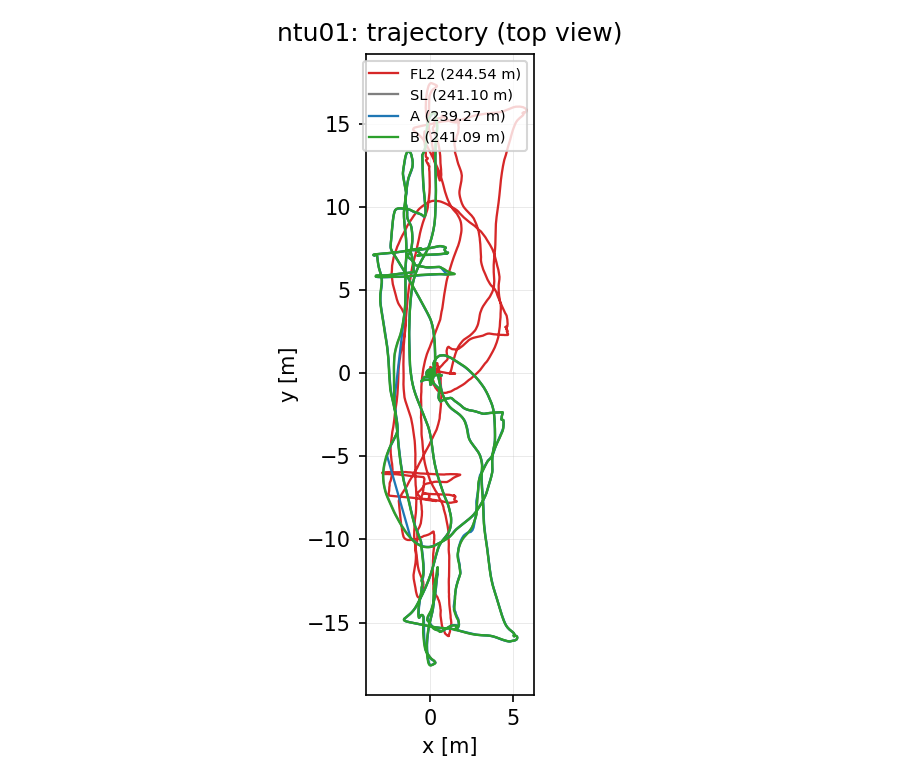 ntu01: trajectory (top view)
FL2 (244.54 m)
SL (241.10 m)
A (239.27 m)
B (241.09 m)
15
10
5
0
−5
−10
−15
y [m]
0 5
x [m]